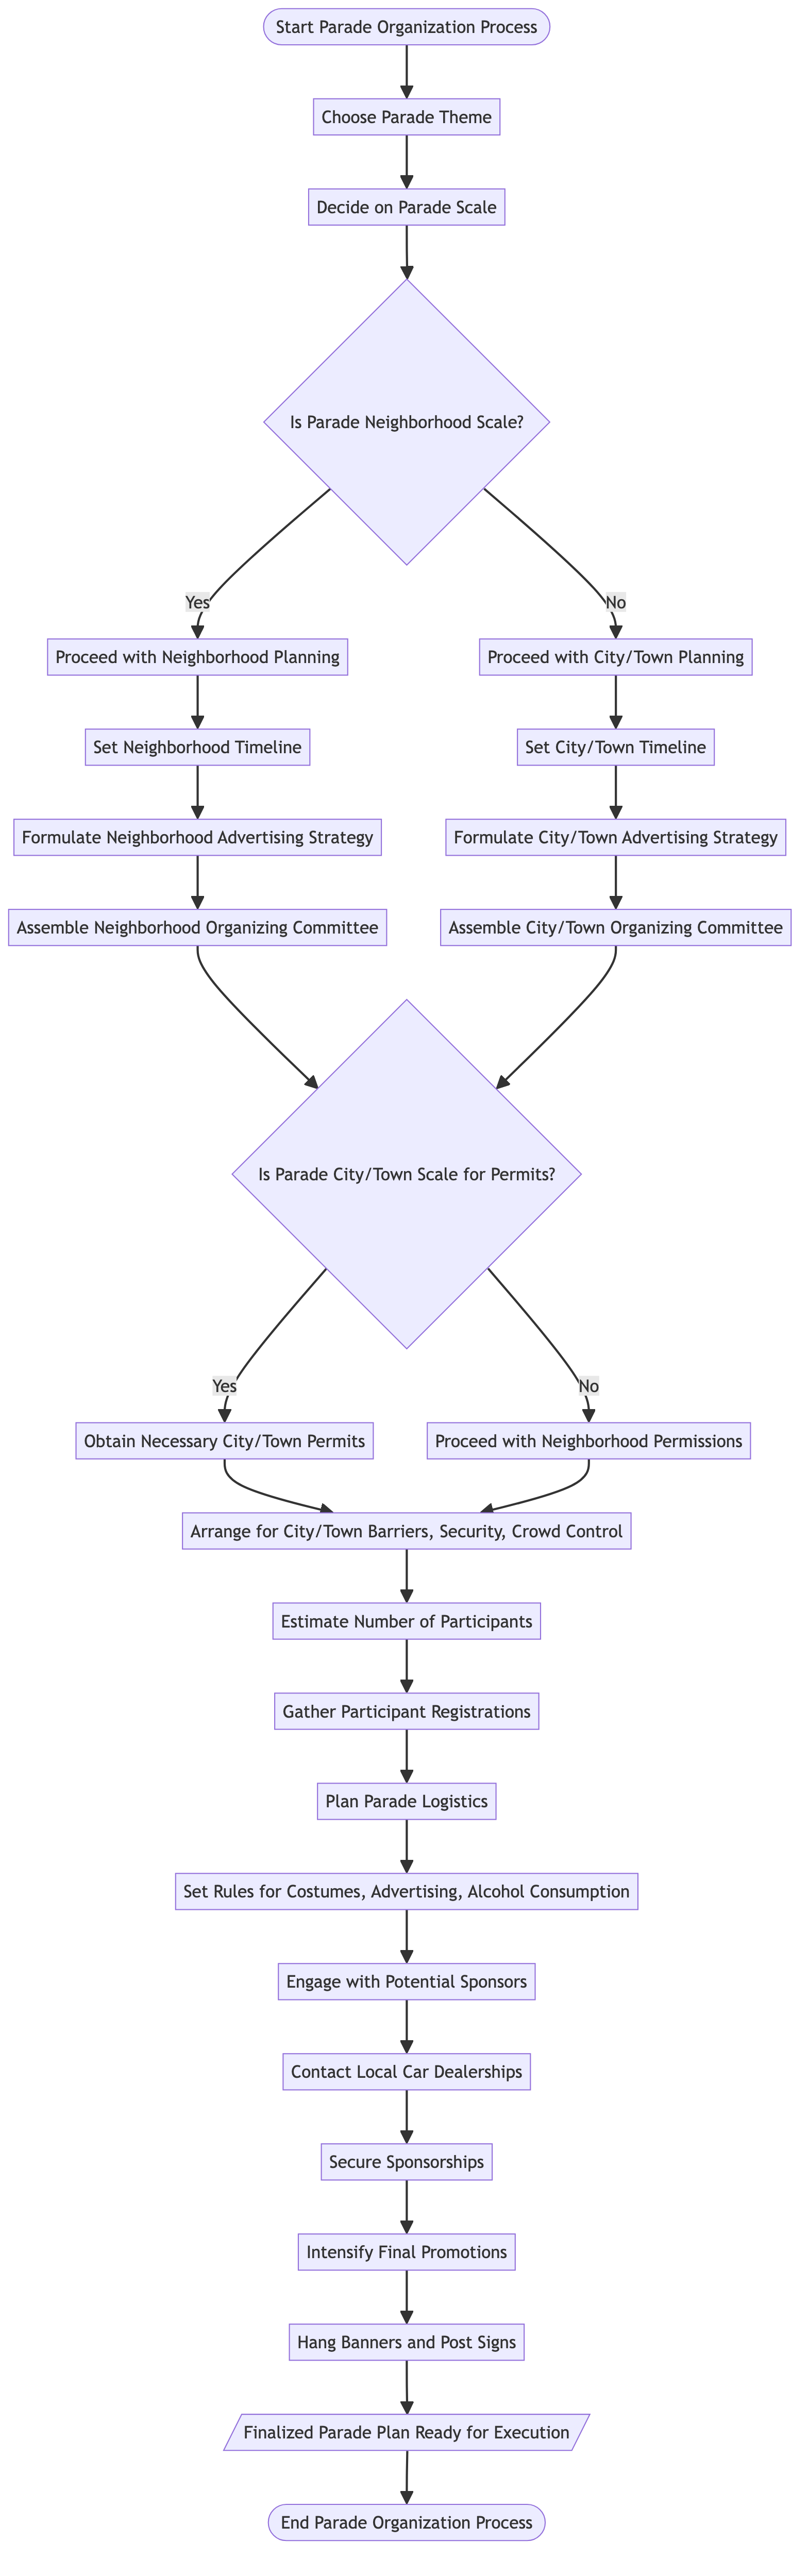 Start Parade Organization Process
Choose Parade Theme
Decide on Parade Scale
Is Parade Neighborhood Scale?
Yes
No
Proceed with Neighborhood Planning
Proceed with City/Town Planning
Set Neighborhood Timeline
Set City/Town Timeline
Formulate Neighborhood Advertising Strategy
Formulate City/Town Advertising Strategy
Assemble Neighborhood Organizing Committee
Assemble City/Town Organizing Committee
Is Parade City/Town Scale for Permits?
Yes
No
Obtain Necessary City/Town Permits
Proceed with Neighborhood Permissions
Arrange for City/Town Barriers, Security, Crowd Control
Estimate Number of Participants
Gather Participant Registrations
Plan Parade Logistics
Set Rules for Costumes, Advertising, Alcohol Consumption
Engage with Potential Sponsors
Contact Local Car Dealerships
Secure Sponsorships
Intensify Final Promotions
Hang Banners and Post Signs
Finalized Parade Plan Ready for Execution
End Parade Organization Process